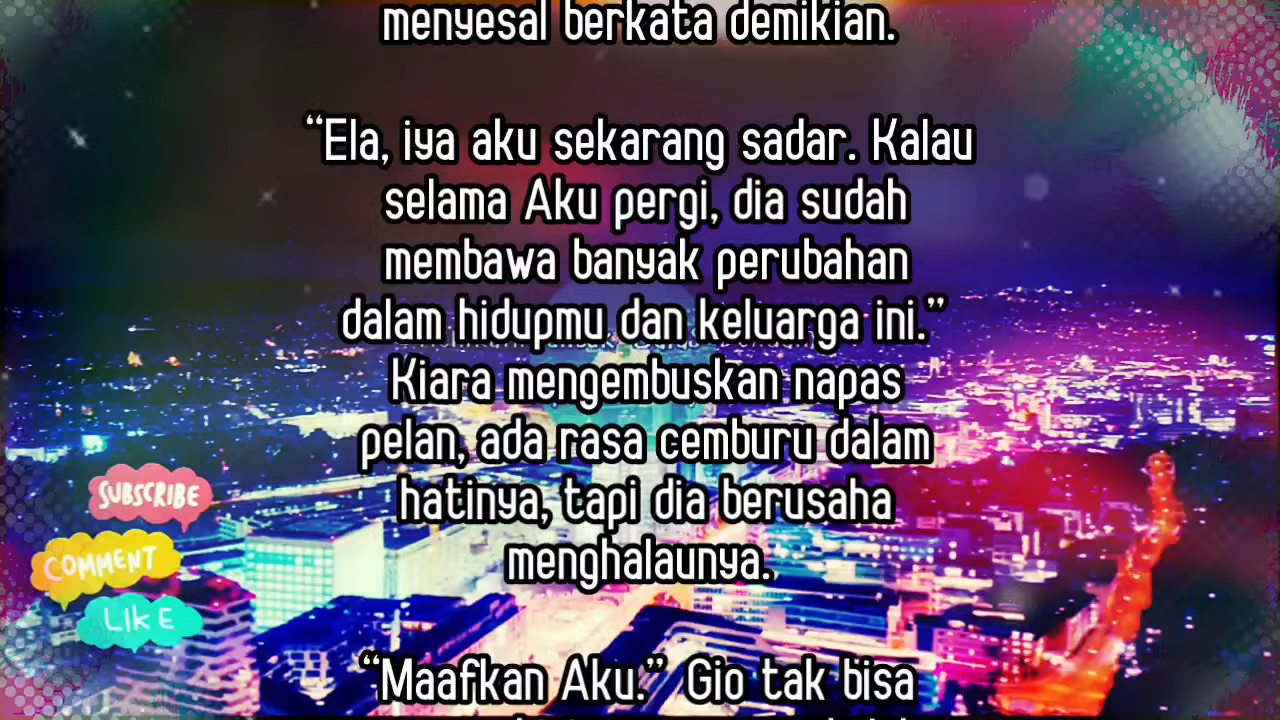 menyesal berkata demikian.
“Ela, iya aku sekarang sadar. Kalau
selama Aku pergi, dia sudah
membawa banyak perubahan
dalam hidupmu dan keluarga ini.”
Kiara mengembuskan napas
pelan, ada rasa cemburu dalam
hatinya, tapi dia berusaha
menghalaunya.
“Maafkan Aku.” Gio tak bisa
SUBSCRIBE
COMMENT
LIKE